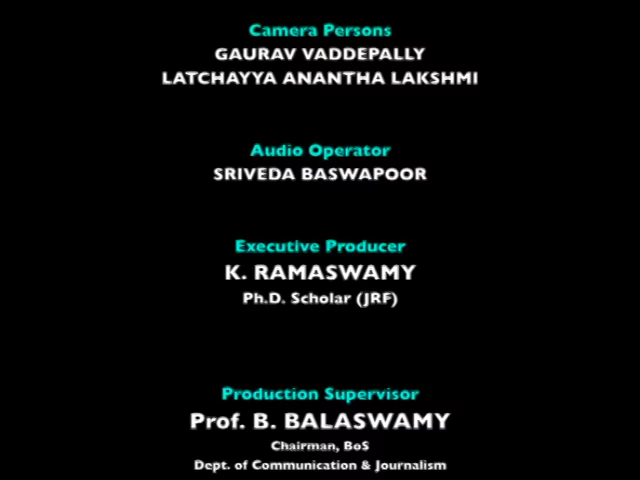 Camera Persons
GAURAV VADDEPALLY
LATCHAYYA ANANTHA LAKSHMI
Audio Operator
SRIVEDA BASWAPOOR
Executive Producer
K. RAMASWAMY
Ph.D. Scholar (JRF)
Production Supervisor
Prof. B. BALASWAMY
Chairman, BoS
Dept. of Communication & Journalism